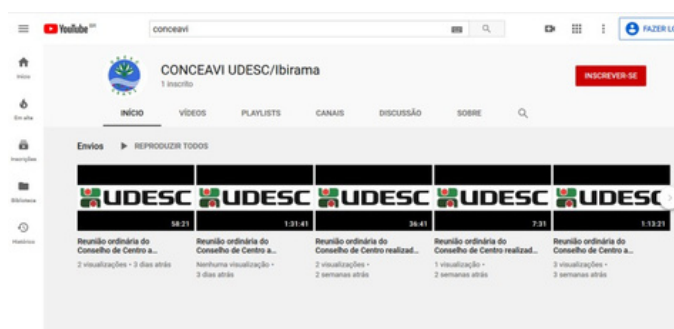 YouTube BR
conceavi
FAZER LO
CONCEAVI UDESC/Ibirama
1 inscrito
INSCREVER-SE
INÍCIO VÍDEOS PLAYLISTS CANAIS DISCUSSÃO SOBRE
Início
Em alta
Inscrições
Biblioteca
Histórico
Envios REPRODUZIR TODOS
UDESC UDESC UDESC UDESC UDESC
58:21 1:31:41 36:41 7:31 1:13:21
Reunião ordinária do Reunião ordinária do Reunião ordinária do Reunião ordinária do Reunião ordinária do
Conselho de Centro a... Conselho de Centro a... Conselho de Centro realizad... Conselho de Centro realizad... Conselho de Centro a...
2 visualizações • 3 dias atrás Nenhuma visualização • 2 visualizações • 1 visualização • 3 visualizações •
3 dias atrás 2 semanas atrás 2 semanas atrás 3 semanas atrás